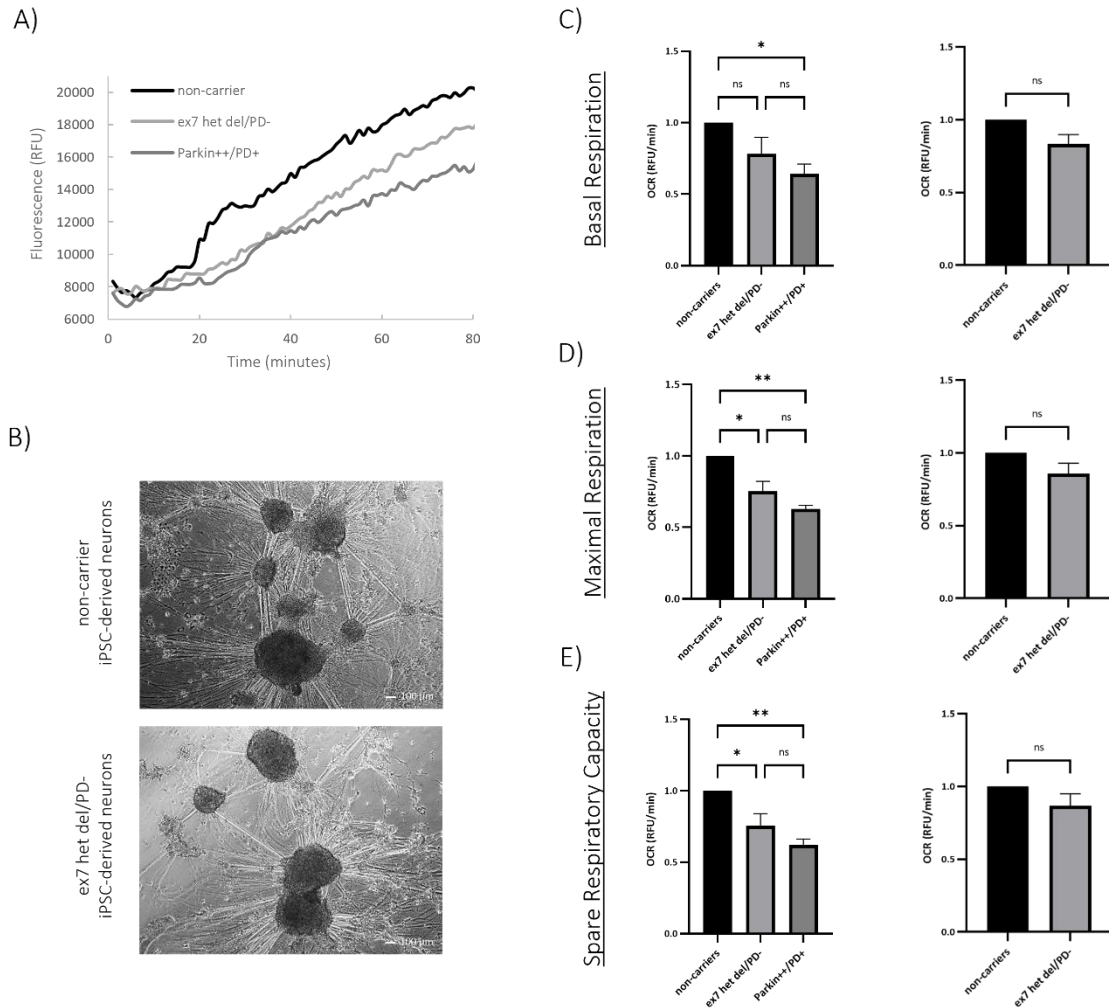 A)
Fluorescence (RFU)
20000
18000
16000
14000
12000
10000
8000
6000
non-carrier
ex7 het del/PD-
Parkin++/PD+
0
20
40
60
80
Time (minutes)
B)
non-carrier
iPSC-derived neurons
100 µm
ex7 het del/PD-
iPSC-derived neurons
100 µm
C)
Basal Respiration
OCR (RFU/min)
1.5
1.0
0.5
0.0
*
ns
ns
non-carriers
ex7 het del/PD-
Parkin++/PD+
OCR (RFU/min)
1.5
1.0
0.5
0.0
ns
non-carriers
ex7 het del/PD-
D)
Maximal Respiration
OCR (RFU/min)
1.5
1.0
0.5
0.0
**
*
ns
non-carriers
ex7 het del/PD-
Parkin++/PD+
OCR (RFU/min)
1.5
1.0
0.5
0.0
ns
non-carriers
ex7 het del/PD-
E)
Spare Respiratory Capacity
OCR (RFU/min)
1.5
1.0
0.5
0.0
**
*
ns
non-carriers
ex7 het del/PD-
Parkin++/PD+
OCR (RFU/min)
1.5
1.0
0.5
0.0
ns
non-carriers
ex7 het del/PD-